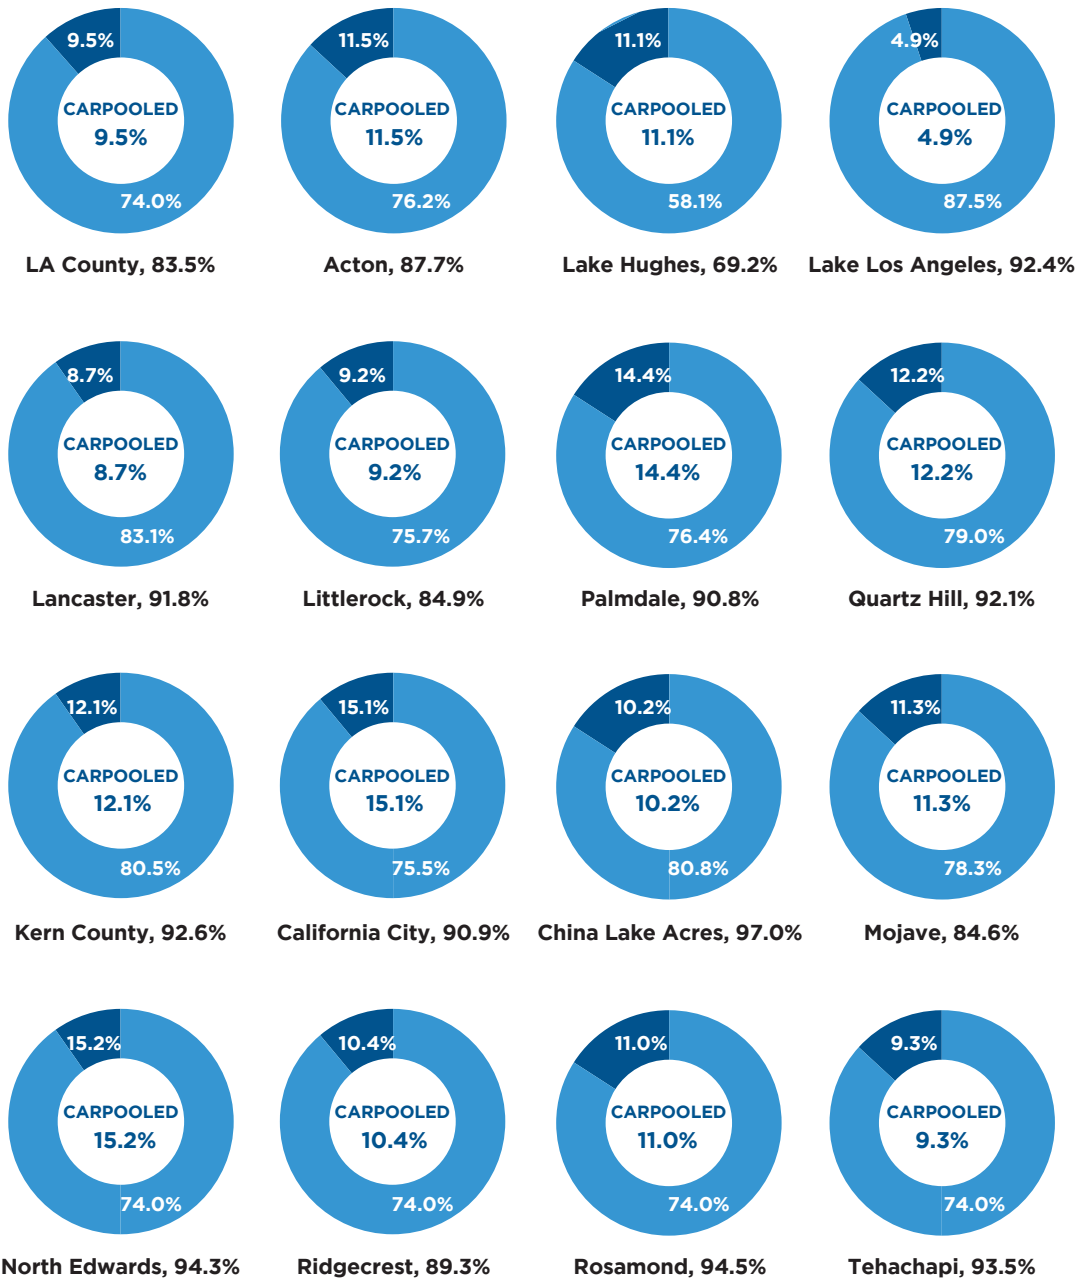 9.5%
CARPOOLED
9.5%
74.0%
LA County, 83.5%
11.5%
CARPOOLED
11.5%
76.2%
Acton, 87.7%
11.1%
CARPOOLED
11.1%
58.1%
Lake Hughes, 69.2%
4.9%
CARPOOLED
4.9%
87.5%
Lake Los Angeles, 92.4%
8.7%
CARPOOLED
8.7%
83.1%
Lancaster, 91.8%
9.2%
CARPOOLED
9.2%
75.7%
Littlerock, 84.9%
14.4%
CARPOOLED
14.4%
76.4%
Palmdale, 90.8%
12.2%
CARPOOLED
12.2%
79.0%
Quartz Hill, 92.1%
12.1%
CARPOOLED
12.1%
80.5%
Kern County, 92.6%
15.1%
CARPOOLED
15.1%
75.5%
California City, 90.9%
10.2%
CARPOOLED
10.2%
80.8%
China Lake Acres, 97.0%
11.3%
CARPOOLED
11.3%
78.3%
Mojave, 84.6%
15.2%
CARPOOLED
15.2%
74.0%
North Edwards, 94.3%
10.4%
CARPOOLED
10.4%
74.0%
Ridgecrest, 89.3%
11.0%
CARPOOLED
11.0%
74.0%
Rosamond, 94.5%
9.3%
CARPOOLED
9.3%
74.0%
Tehachapi, 93.5%